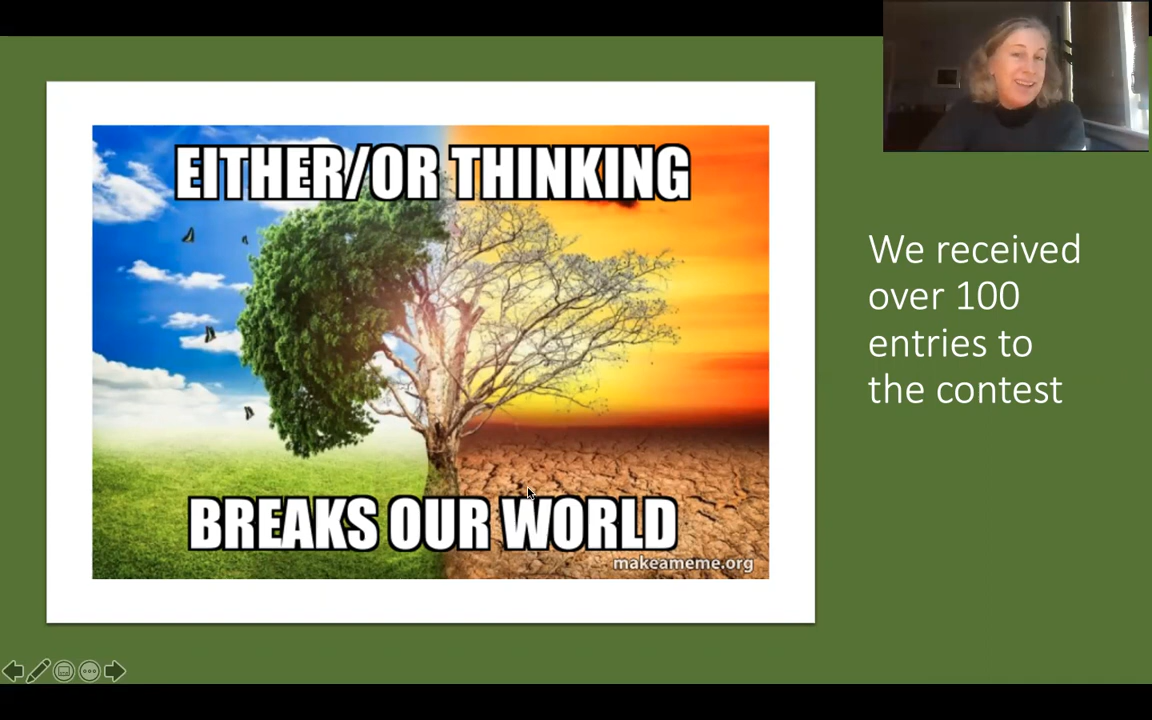 EITHER/OR THINKING
BREAKS OUR WORLD
makeameme.org
We received
over 100
entries to
the contest